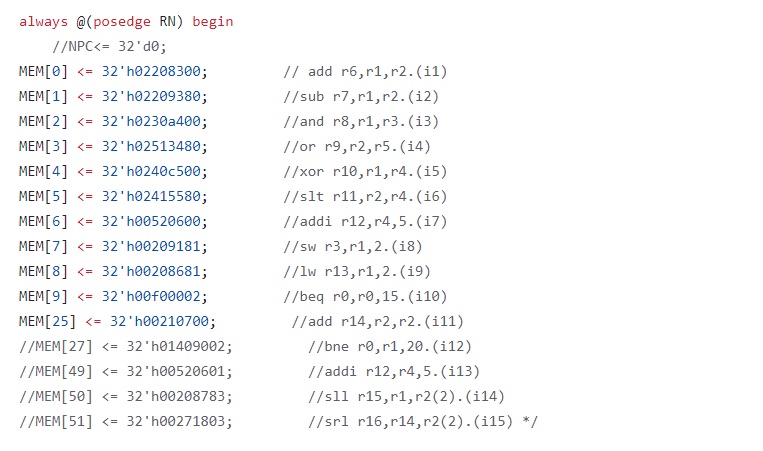 always @(posedge RN) begin
//NPC<= 32'd0;
MEM[0] <= 32'h02208300; // add r6,r1,r2.(i1)
MEM[1] <= 32'h02209380; //sub r7,r1,r2.(i2)
MEM[2] <= 32'h0230a400; //and r8,r1,r3.(i3)
MEM[3] <= 32'h02513480; //or r9,r2,r5.(i4)
MEM[4] <= 32'h0240c500; //xor r10,r1,r4.(i5)
MEM[5] <= 32'h02415580; //slt r11,r2,r4.(i6)
MEM[6] <= 32'h00520600; //addi r12,r4,5.(i7)
MEM[7] <= 32'h00209181; //sw r3,r1,2.(i8)
MEM[8] <= 32'h00208681; //lw r13,r1,2.(i9)
MEM[9] <= 32'h00f00002; //beq r0,r0,15.(i10)
MEM[25] <= 32'h00210700; //add r14,r2,r2.(i11)
//MEM[27] <= 32'h01409002; //bne r0,r1,20.(i12)
//MEM[49] <= 32'h00520601; //addi r12,r4,5.(i13)
//MEM[50] <= 32'h00208783; //sll r15,r1,r2(2).(i14)
//MEM[51] <= 32'h00271803; //srl r16,r14,r2(2).(i15) */